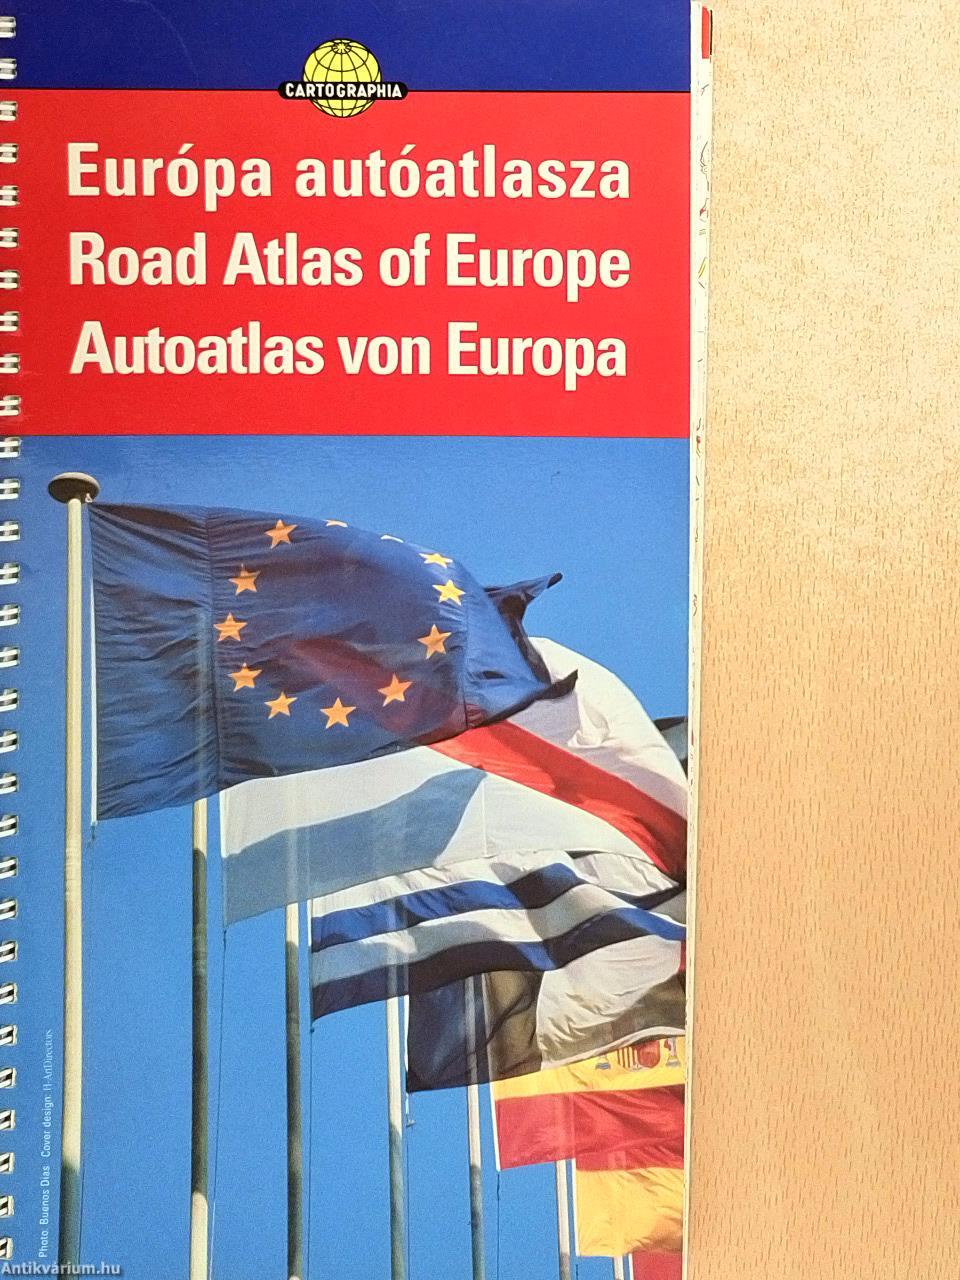 CARTOGRAPHIA
Európa autóatlasza
Road Atlas of Europe
Autoatlas von Europa
Photo: Buenos Dias Cover design: H-ArtDirectors
Antikvárium.hu